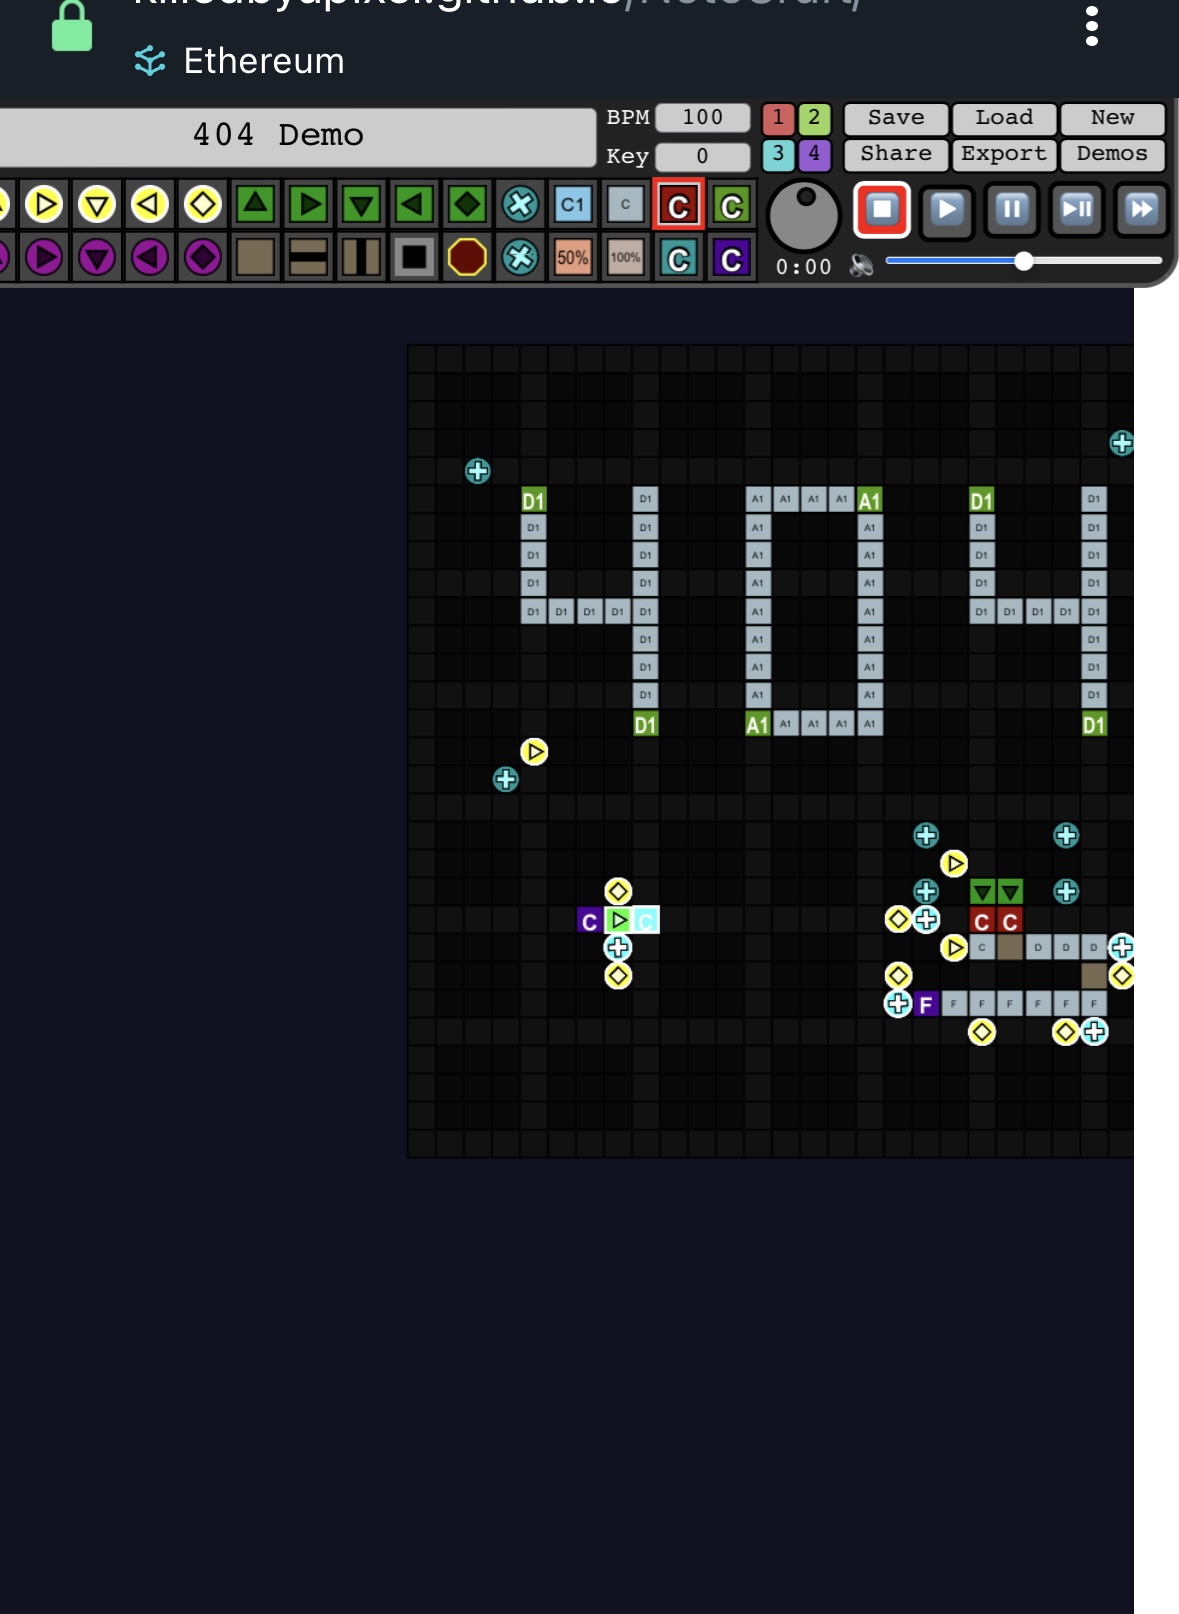 Ethereum
404 Demo
BPM 100
1 2
Save Load New
Key 0
3 4
Share Export Demos
C1 C C C
50% 100% C C
0:00
D1 D1 A1 A1 A1 A1 A1 D1 D1
D1 D1 A1 A1 D1 D1
D1 D1 A1 A1 D1 D1
D1 D1 A1 A1 D1 D1
D1 D1 D1 D1 D1 A1 A1 D1 D1 D1 D1 D1
D1 A1 A1 D1
D1 A1 A1 D1
D1 A1 A1 D1
D1 A1 A1 A1 A1 A1 D1
C C C C
C D D D
F F F F F F F